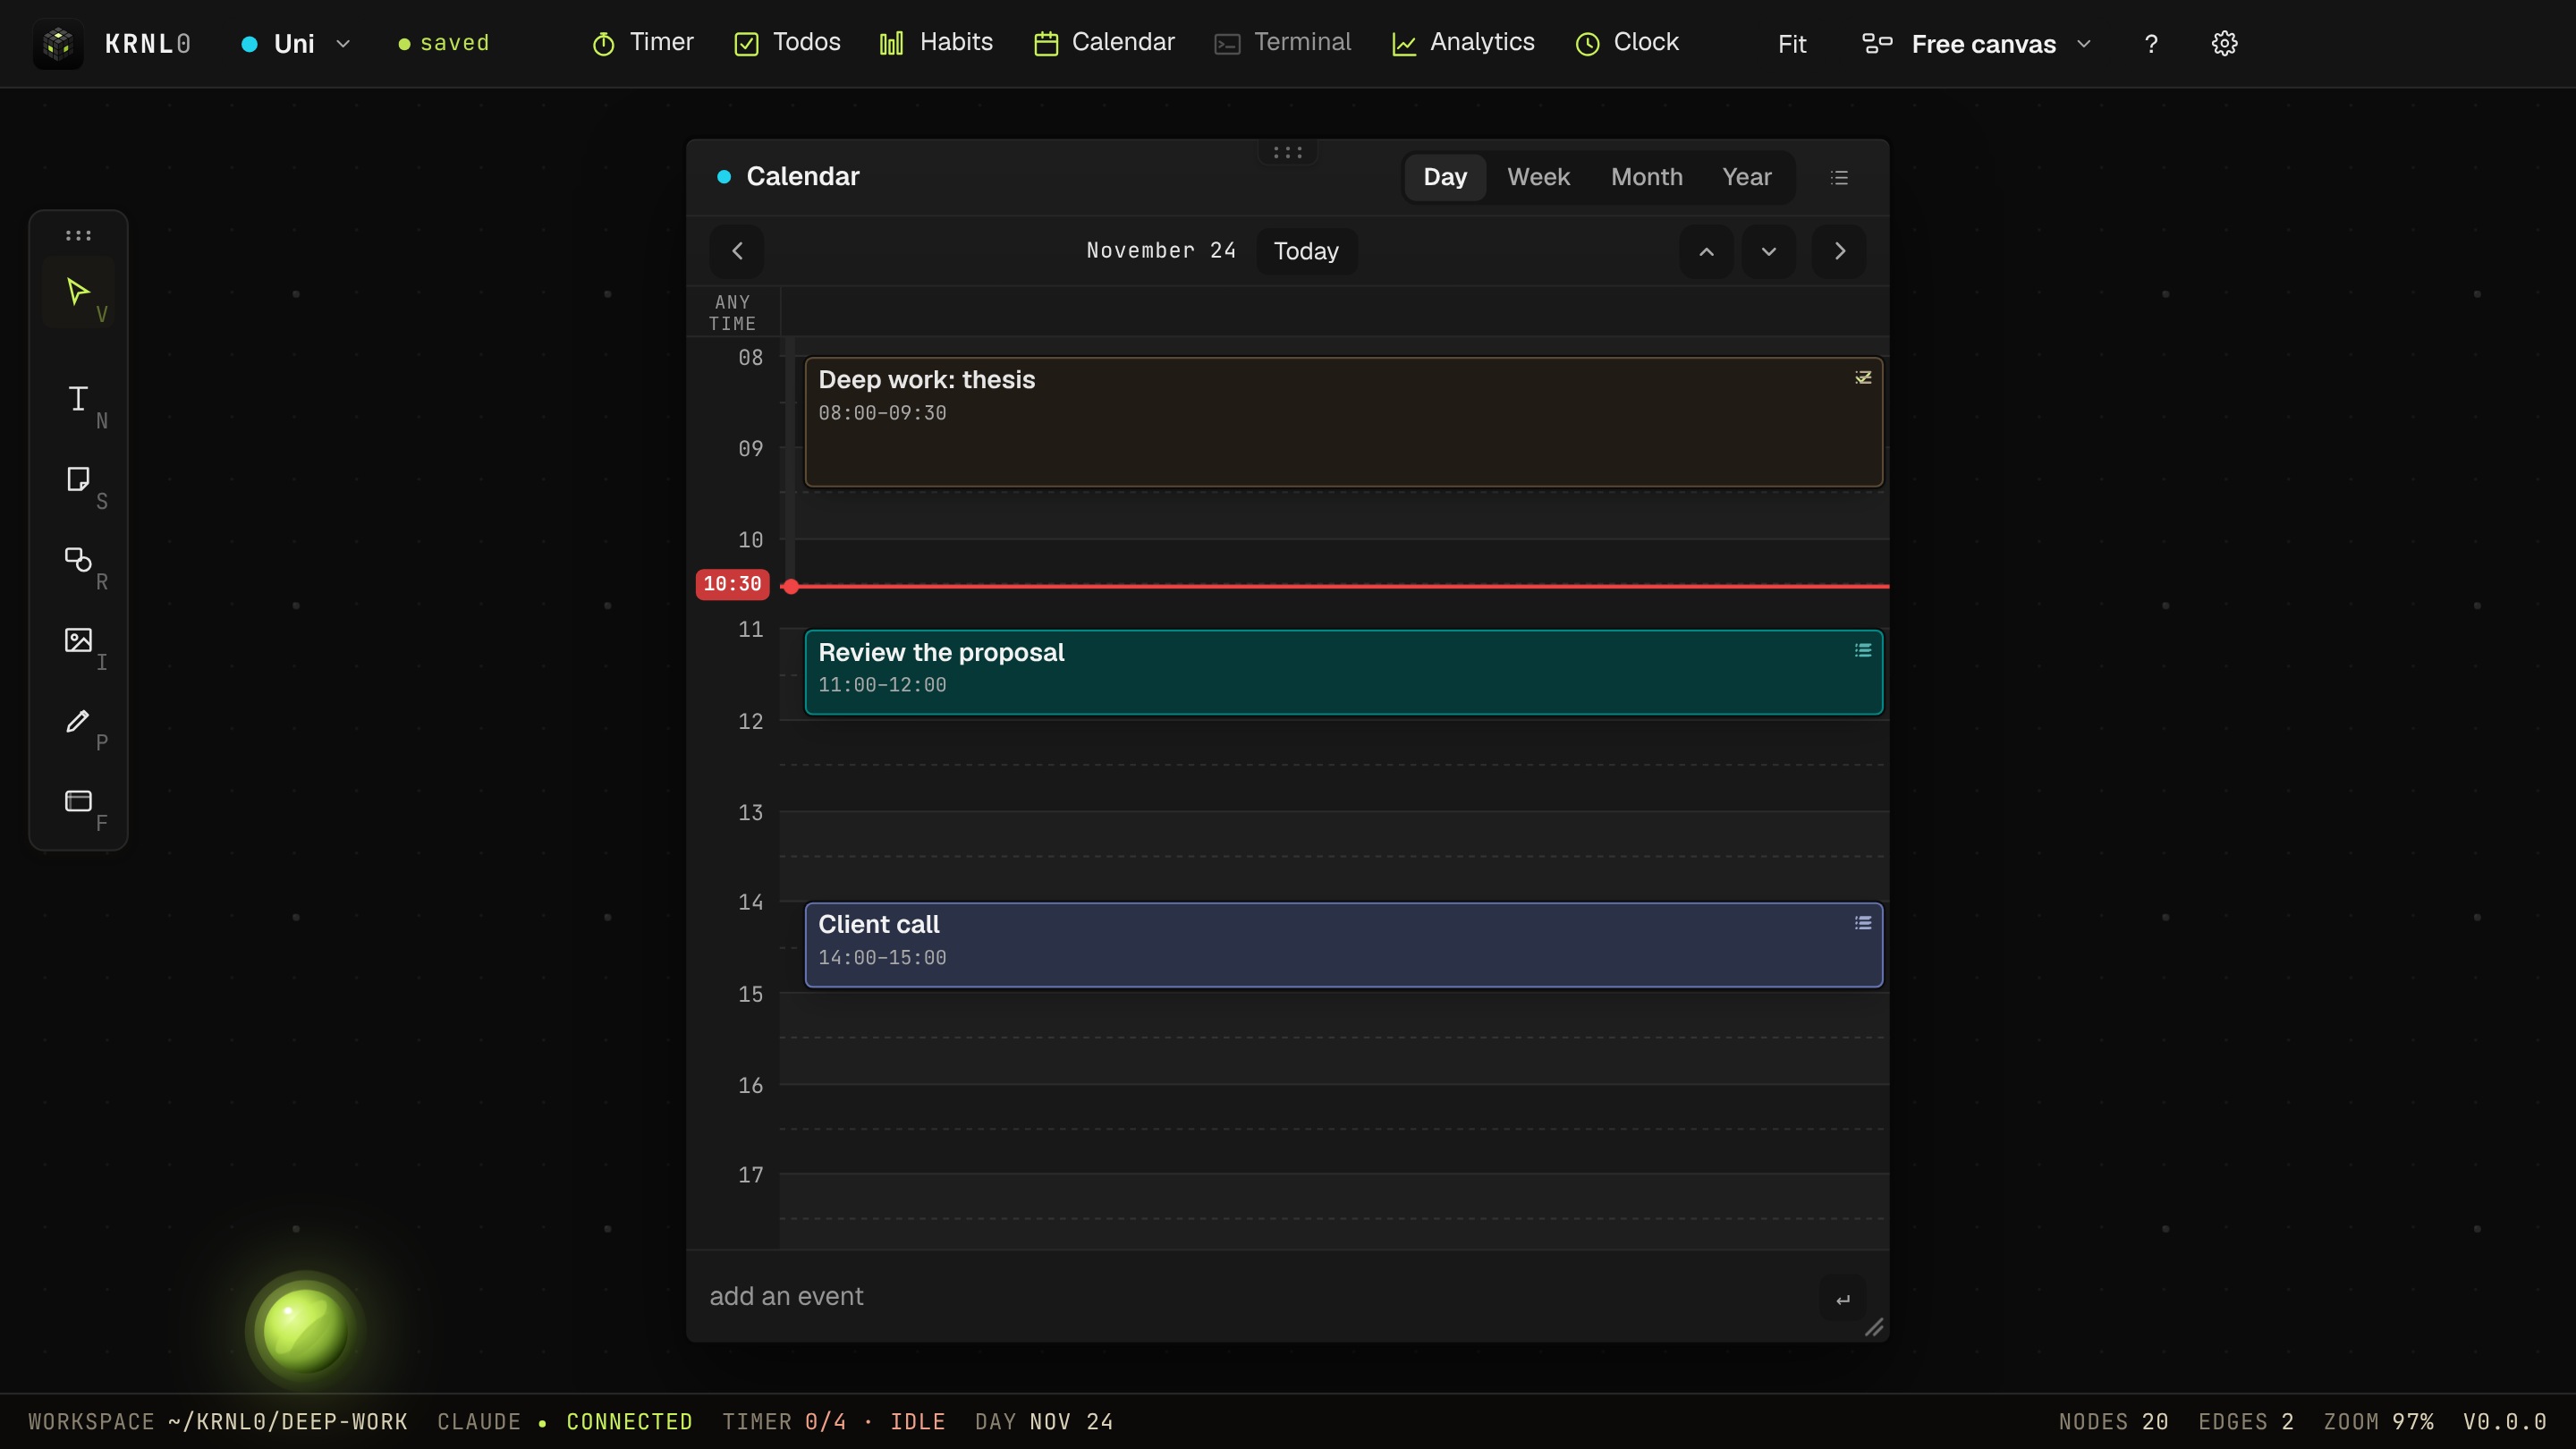 KRNL0
Uni
saved
Timer
Todos
Habits
Calendar
Terminal
Analytics
Clock
Fit
Free canvas
?
V
N
S
R
I
P
F
Calendar
Day
Week
Month
Year
November 24
Today
ANY
TIME
08
Deep work: thesis
08:00–09:30
09
10
10:30
11
Review the proposal
11:00–12:00
12
13
14
Client call
14:00–15:00
15
16
17
add an event
WORKSPACE ~/KRNL0/DEEP-WORK CLAUDE • CONNECTED TIMER 0/4 · IDLE DAY NOV 24
NODES 20 EDGES 2 ZOOM 97% V0.0.0